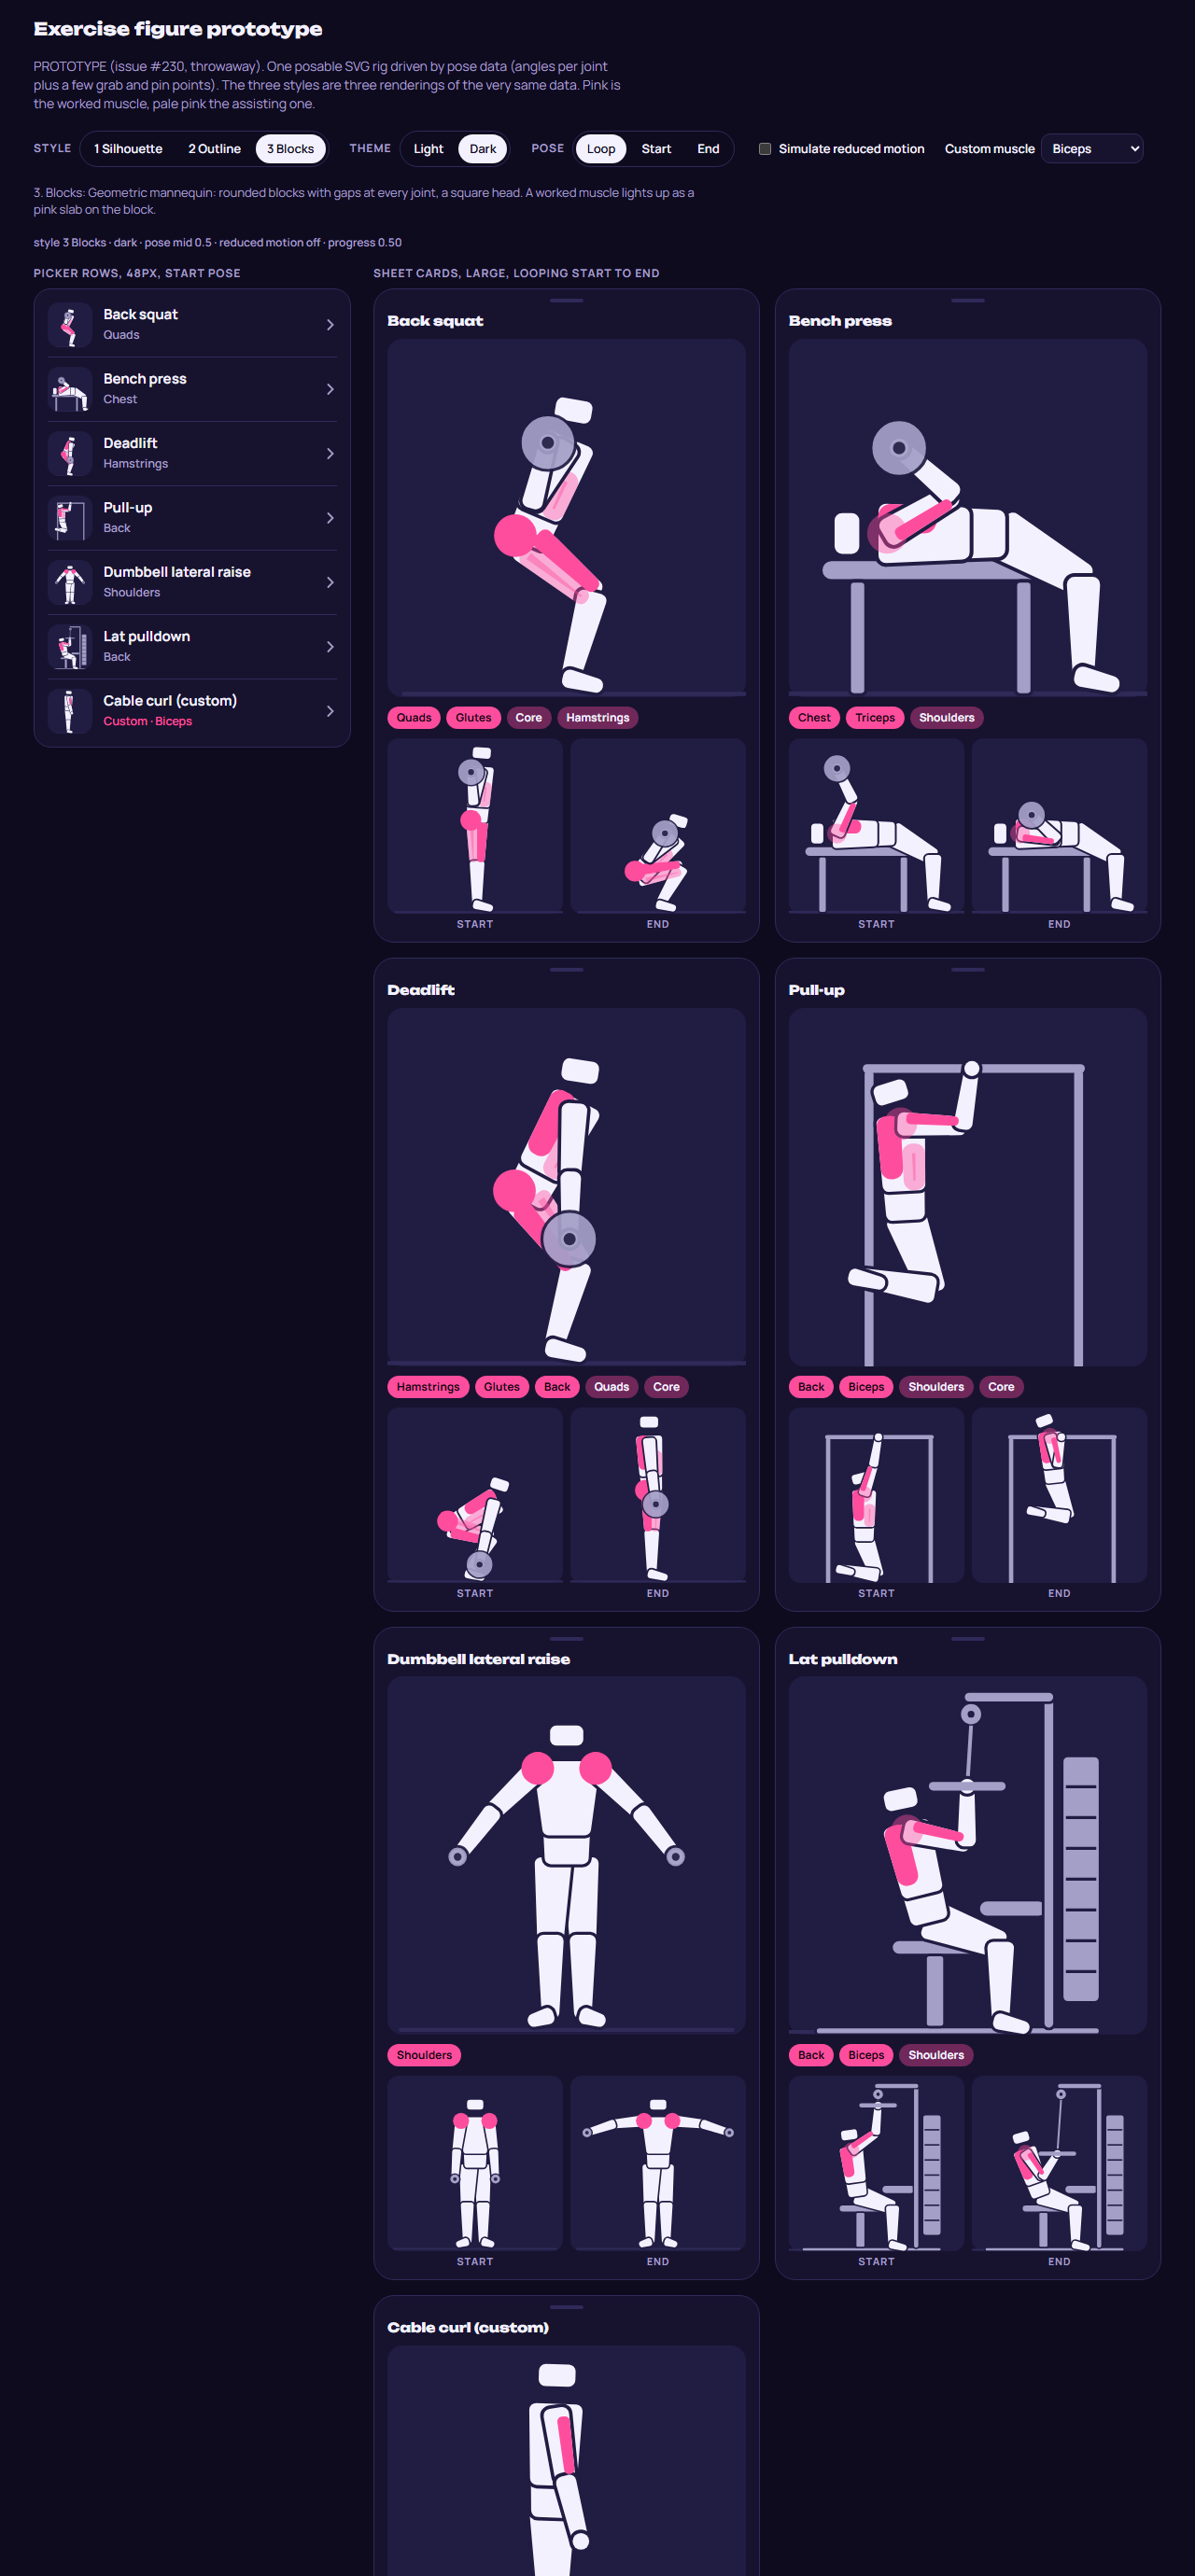 Exercise figure prototype
PROTOTYPE (issue #230, throwaway). One posable SVG rig driven by pose data (angles per joint
plus a few grab and pin points). The three styles are three renderings of the very same data. Pink is
the worked muscle, pale pink the assisting one.
STYLE 1 Silhouette 2 Outline 3 Blocks THEME Light Dark POSE Loop Start End Simulate reduced motion Custom muscle Biceps
3. Blocks: Geometric mannequin: rounded blocks with gaps at every joint, a square head. A worked muscle lights up as a
pink slab on the block.
style 3 Blocks · dark · pose mid 0.5 · reduced motion off · progress 0.50
PICKER ROWS, 48PX, START POSE
Back squat
Quads
Bench press
Chest
Deadlift
Hamstrings
Pull-up
Back
Dumbbell lateral raise
Shoulders
Lat pulldown
Back
Cable curl (custom)
Custom · Biceps
SHEET CARDS, LARGE, LOOPING START TO END
Back squat
Quads Glutes Core Hamstrings
START END
Bench press
Chest Triceps Shoulders
START END
Deadlift
Hamstrings Glutes Back Quads Core
START END
Pull-up
Back Biceps Shoulders Core
START END
Dumbbell lateral raise
Shoulders
START END
Lat pulldown
Back Biceps Shoulders
START END
Cable curl (custom)